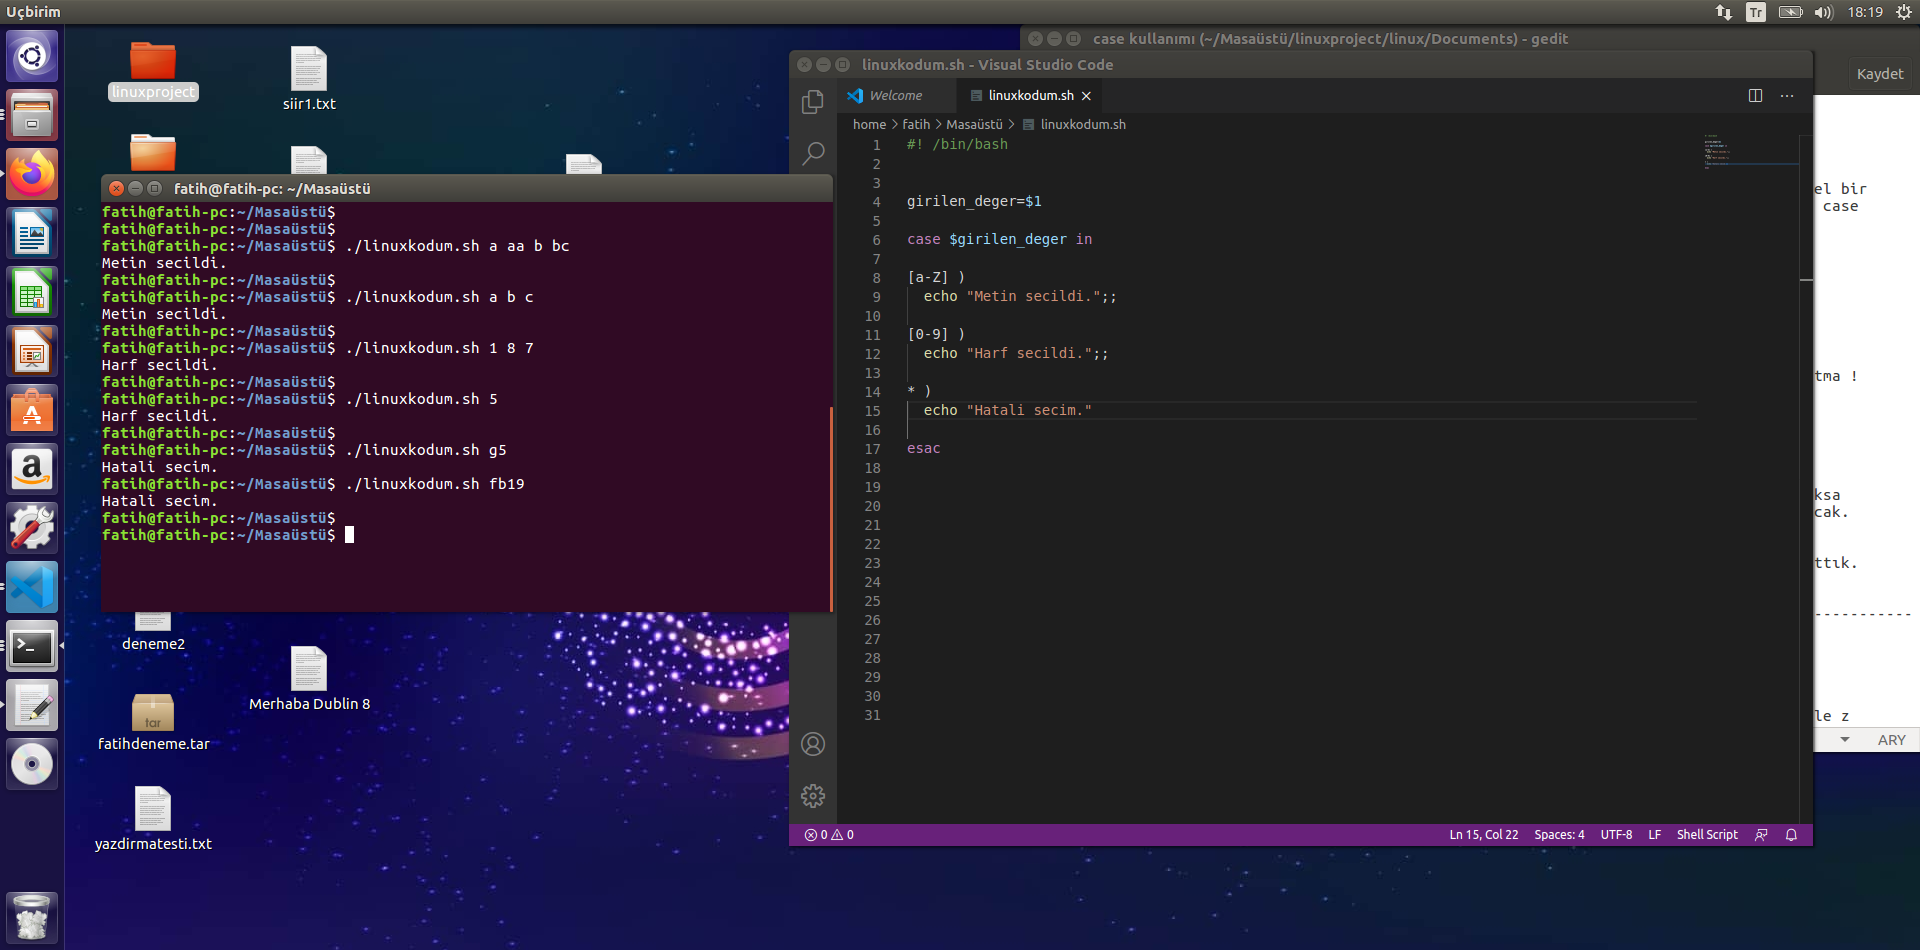 Uçbirim
Tr
18:19
linuxproject
siir1.txt
deneme2
Merhaba Dublin 8
tar
fatihdeneme.tar
yazdirmatesti.txt
fatih@fatih-pc: ~/Masaüstü
fatih@fatih-pc:~/Masaüstü$
fatih@fatih-pc:~/Masaüstü$
fatih@fatih-pc:~/Masaüstü$ ./linuxkodum.sh a aa b bc
Metin secildi.
fatih@fatih-pc:~/Masaüstü$
fatih@fatih-pc:~/Masaüstü$ ./linuxkodum.sh a b c
Metin secildi.
fatih@fatih-pc:~/Masaüstü$
fatih@fatih-pc:~/Masaüstü$ ./linuxkodum.sh 1 8 7
Harf secildi.
fatih@fatih-pc:~/Masaüstü$
fatih@fatih-pc:~/Masaüstü$ ./linuxkodum.sh 5
Harf secildi.
fatih@fatih-pc:~/Masaüstü$
fatih@fatih-pc:~/Masaüstü$ ./linuxkodum.sh g5
Hatali secim.
fatih@fatih-pc:~/Masaüstü$ ./linuxkodum.sh fb19
Hatali secim.
fatih@fatih-pc:~/Masaüstü$
fatih@fatih-pc:~/Masaüstü$
case kullanımı (~/Masaüstü/linuxproject/linux/Documents) - gedit
Kaydet
linuxkodum.sh - Visual Studio Code
Welcome
linuxkodum.sh
home > fatih > Masaüstü > linuxkodum.sh
1 #! /bin/bash
2
3
4 girilen_deger=$1
5
6 case $girilen_deger in
7
8 [a-Z] )
9 echo "Metin secildi.";;
10
11 [0-9] )
12 echo "Harf secildi.";;
13
14 * )
15 echo "Hatali secim."
16
17 esac
18
19
20
21
22
23
24
25
26
27
28
29
30
31
0 0
Ln 15, Col 22 Spaces: 4 UTF-8 LF Shell Script
el bir
case
tma !
ksa
cak.
ttık.
-----------
le z
ARY